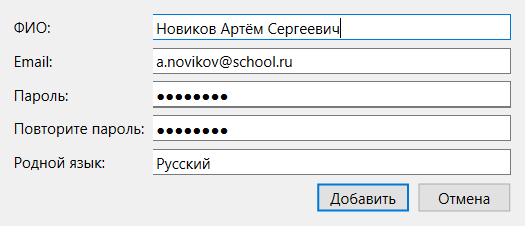 ФИО: Новиков Артём Сергеевич
Email: a.novikov@school.ru
Пароль: ●●●●●●●●
Повторите пароль: ●●●●●●●●
Родной язык: Русский
Добавить Отмена